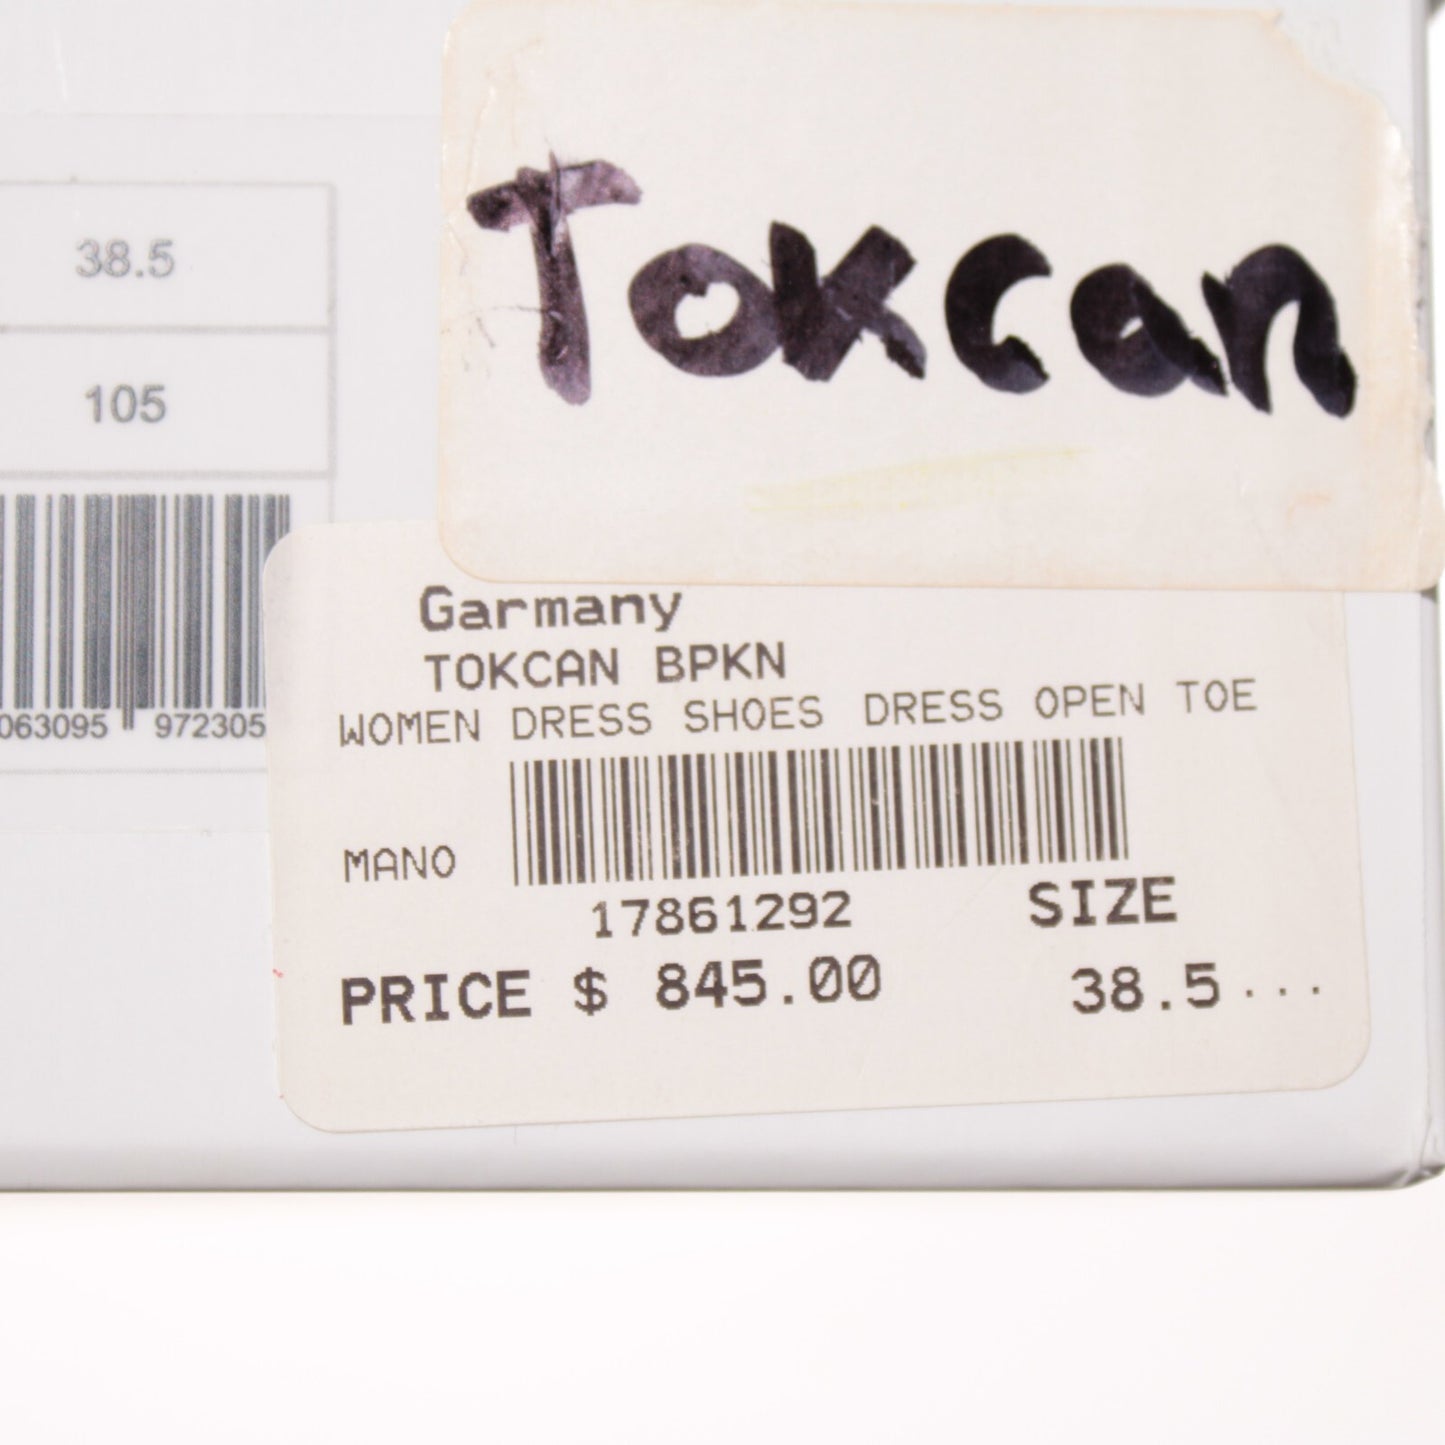 Tokcan
38.5
105
063095 972305
Garmany
TOKCAN BPKN
WOMEN DRESS SHOES DRESS OPEN TOE
MANO
17861292
SIZE
PRICE $ 845.00
38.5...